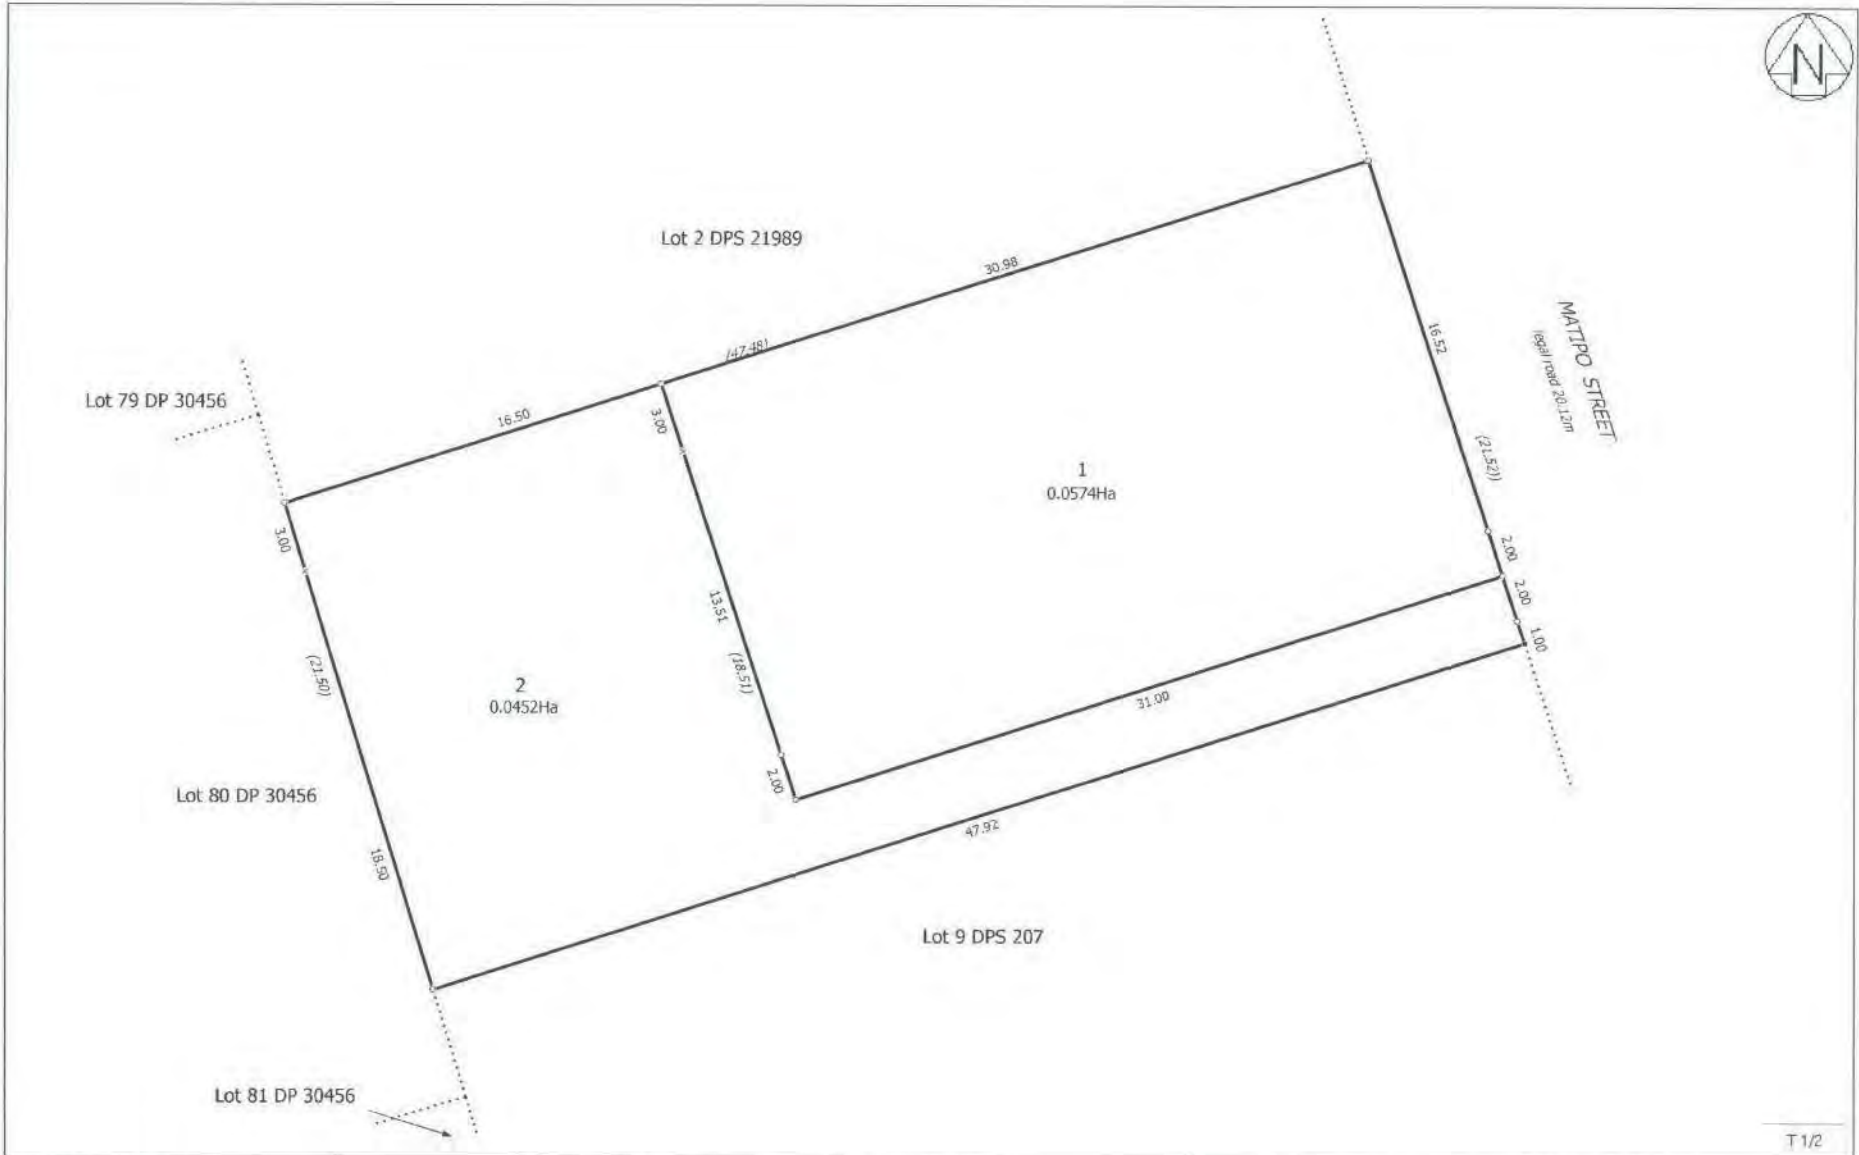 N
Lot 2 DPS 21989
30.98
(47.48)
16.50
Lot 79 DP 30456
3.00
3.00
16.52
MATIPO STREET
legal road 20.12m
(21.52))
1
0.0574Ha
2.00
2.00
1.00
13.51
(18.51)
2.00
(21.50)
2
0.0452Ha
31.00
Lot 80 DP 30456
18.50
47.92
Lot 9 DPS 207
Lot 81 DP 30456
T 1/2